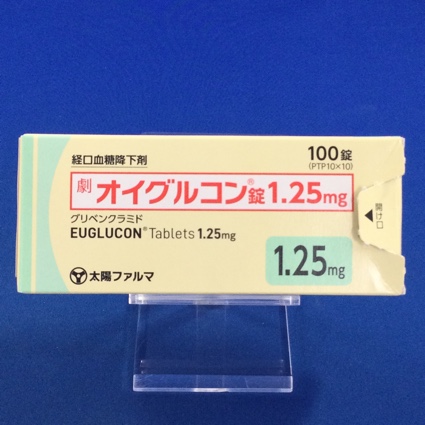 経口血糖降下剤
100錠
(PTP10×10)
劇 オイグルコン®錠1.25mg
グリベンクラミド
EUGLUCON® Tablets 1.25mg
開け口
1.25mg
太陽ファルマ